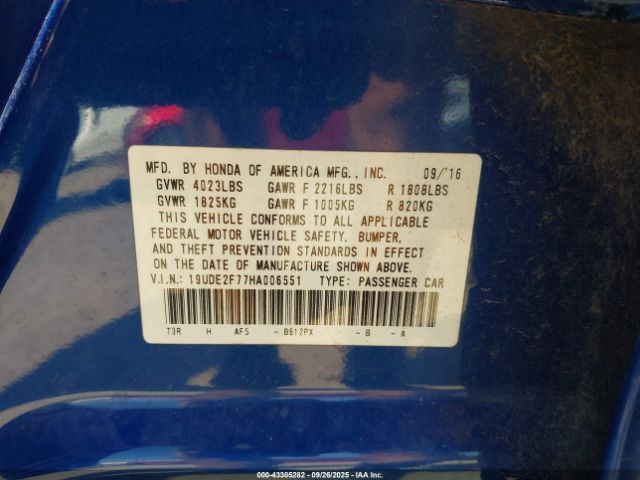 MFD. BY HONDA OF AMERICA MFG., INC. 09/'16
GVWR 4023LBS GAWR F 2216LBS R 1808LBS
GVWR 1825KG GAWR F 1005KG R 820KG
THIS VEHICLE CONFORMS TO ALL APPLICABLE
FEDERAL MOTOR VEHICLE SAFETY, BUMPER,
AND THEFT PREVENTION STANDARDS IN EFFECT
ON THE DATE OF MANUFACTURE SHOWN ABOVE.
V.I.N.: 19UDE2F77HA006551 TYPE: PASSENGER CAR
T3R H AF5 -B612PX -B -A
000-43305282 - 09/26/2025 - IAA Inc.